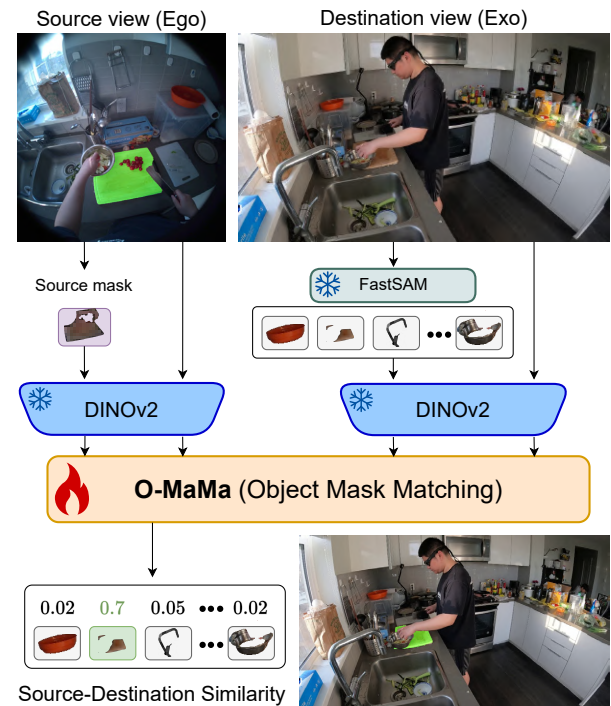 Source view (Ego)
Destination view (Exo)
Source mask
FastSAM
DINOv2
DINOv2
O-MaMa (Object Mask Matching)
0.02 0.7 0.05 ••• 0.02
Source-Destination Similarity